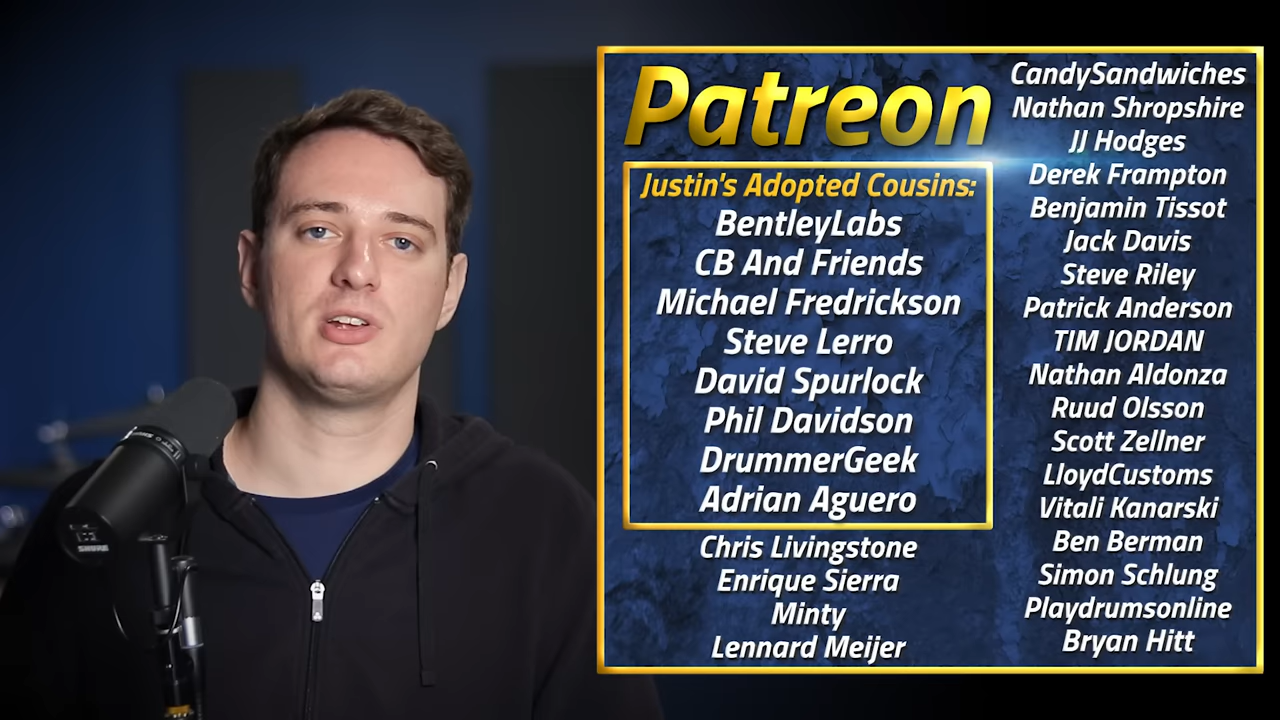 Patreon
Justin's Adopted Cousins:
BentleyLabs
CB And Friends
Michael Fredrickson
Steve Lerro
David Spurlock
Phil Davidson
DrummerGeek
Adrian Aguero
Chris Livingstone
Enrique Sierra
Minty
Lennard Meijer
CandySandwiches
Nathan Shropshire
JJ Hodges
Derek Frampton
Benjamin Tissot
Jack Davis
Steve Riley
Patrick Anderson
TIM JORDAN
Nathan Aldonza
Ruud Olsson
Scott Zellner
LloydCustoms
Vitali Kanarski
Ben Berman
Simon Schlung
Playdrumsonline
Bryan Hitt
SHURE